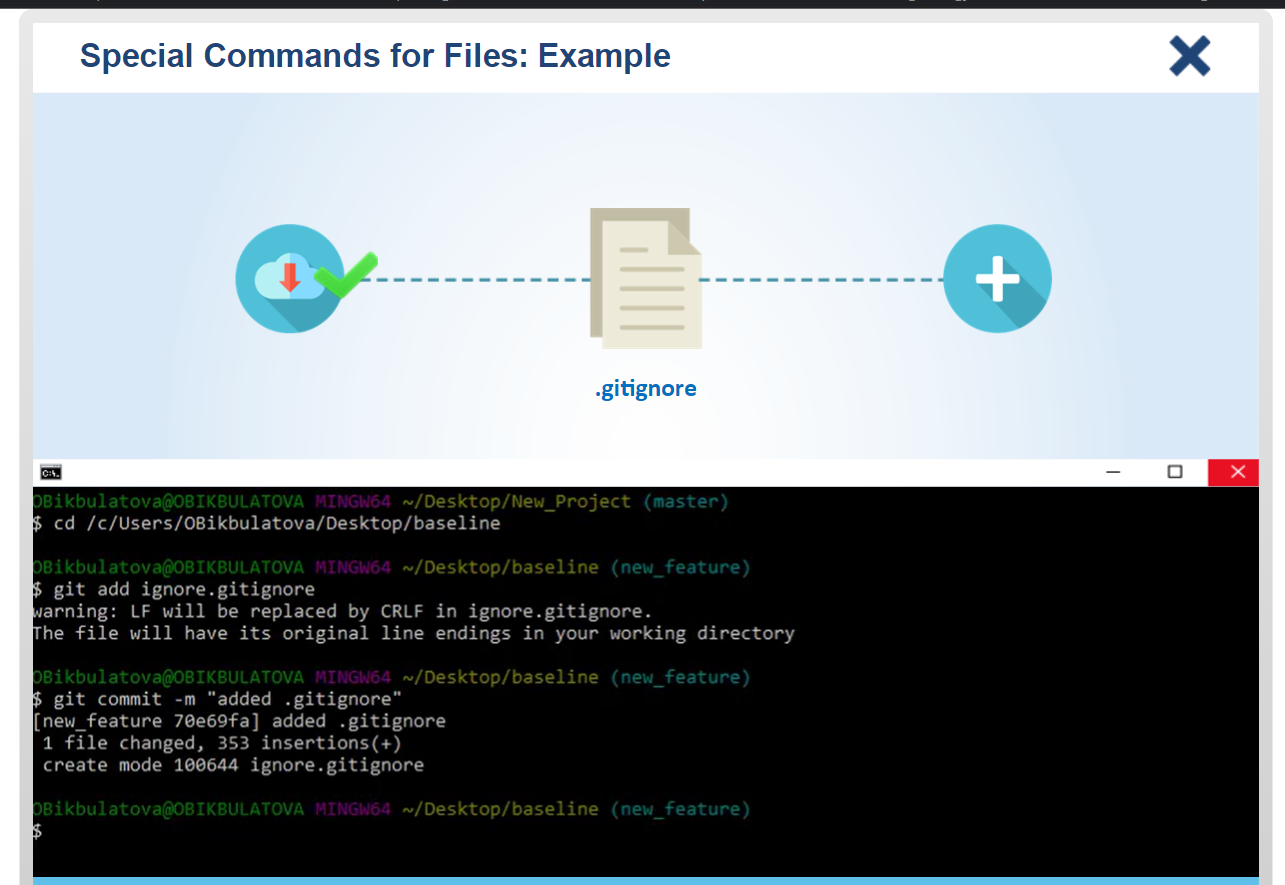 Special Commands for Files: Example
.gitignore
OBikbulatova@OBIKBULATOVA MINGW64 ~/Desktop/New_Project (master)
$ cd /c/Users/OBikbulatova/Desktop/baseline
OBikbulatova@OBIKBULATOVA MINGW64 ~/Desktop/baseline (new_feature)
$ git add ignore.gitignore
warning: LF will be replaced by CRLF in ignore.gitignore.
The file will have its original line endings in your working directory
OBikbulatova@OBIKBULATOVA MINGW64 ~/Desktop/baseline (new_feature)
$ git commit -m "added .gitignore"
[new_feature 70e69fa] added .gitignore
1 file changed, 353 insertions(+)
create mode 100644 ignore.gitignore
OBikbulatova@OBIKBULATOVA MINGW64 ~/Desktop/baseline (new_feature)
$